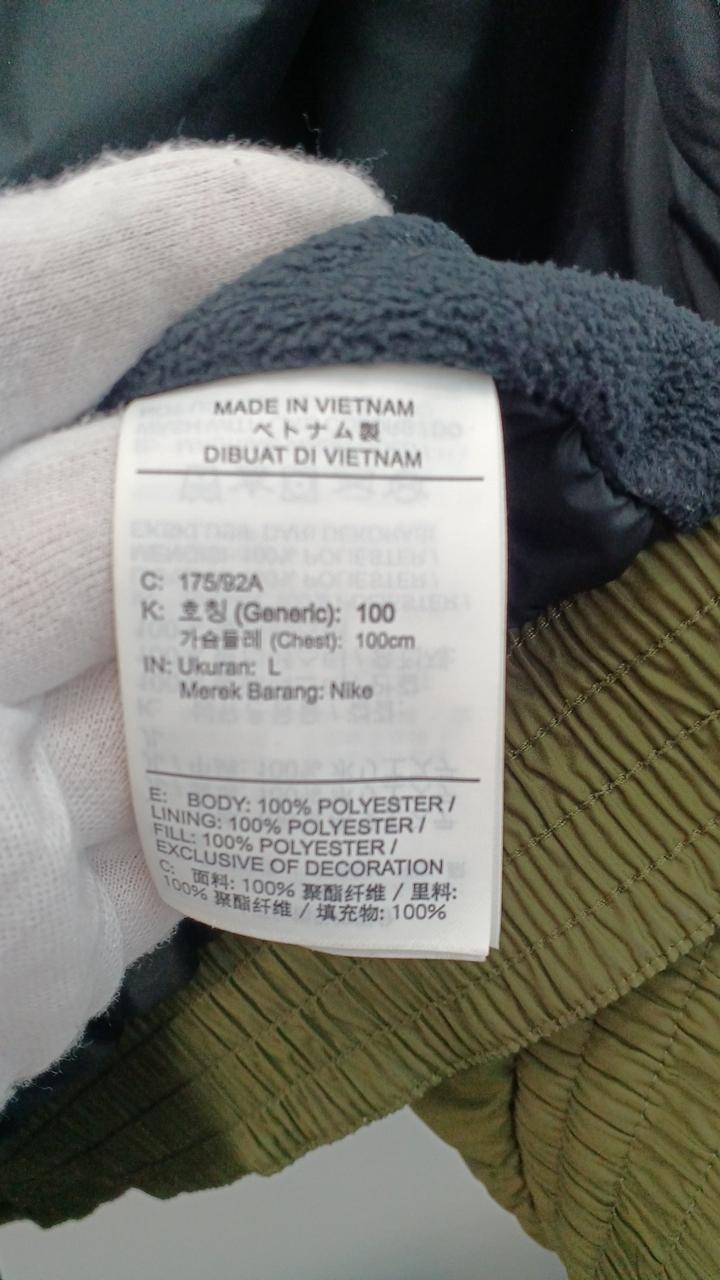 MADE IN VIETNAM
ベトナム製
DIBUAT DI VIETNAM
C: 175/92A
K: 호칭 (Generic): 100
가슴둘레 (Chest): 100cm
IN: Ukuran: L
Merek Barang: Nike
E: BODY: 100% POLYESTER /
LINING: 100% POLYESTER /
FILL: 100% POLYESTER /
EXCLUSIVE OF DECORATION
C: 面料: 100% 聚酯纤维 / 里料:
100% 聚酯纤维 / 填充物: 100%